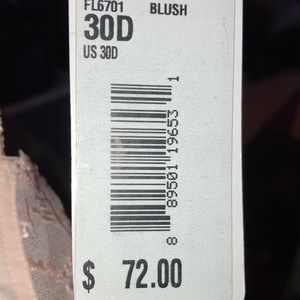 FL6701 BLUSH
30D
US 30D
8 89501 19653 1
$ 72.00